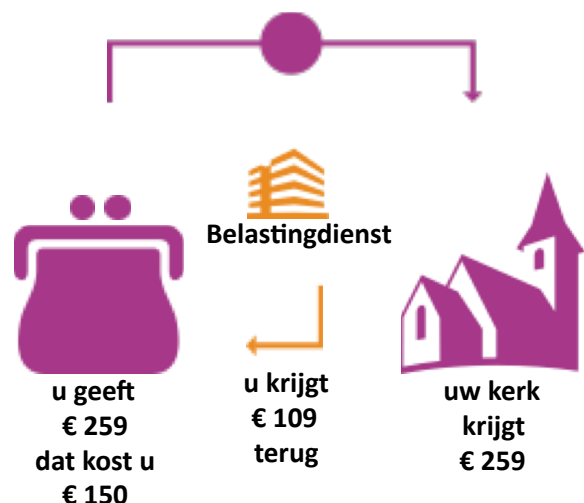 Belastingdienst
u geeft
€ 259
dat kost u
€ 150
u krijgt
€ 109
terug
uw kerk
krijgt
€ 259